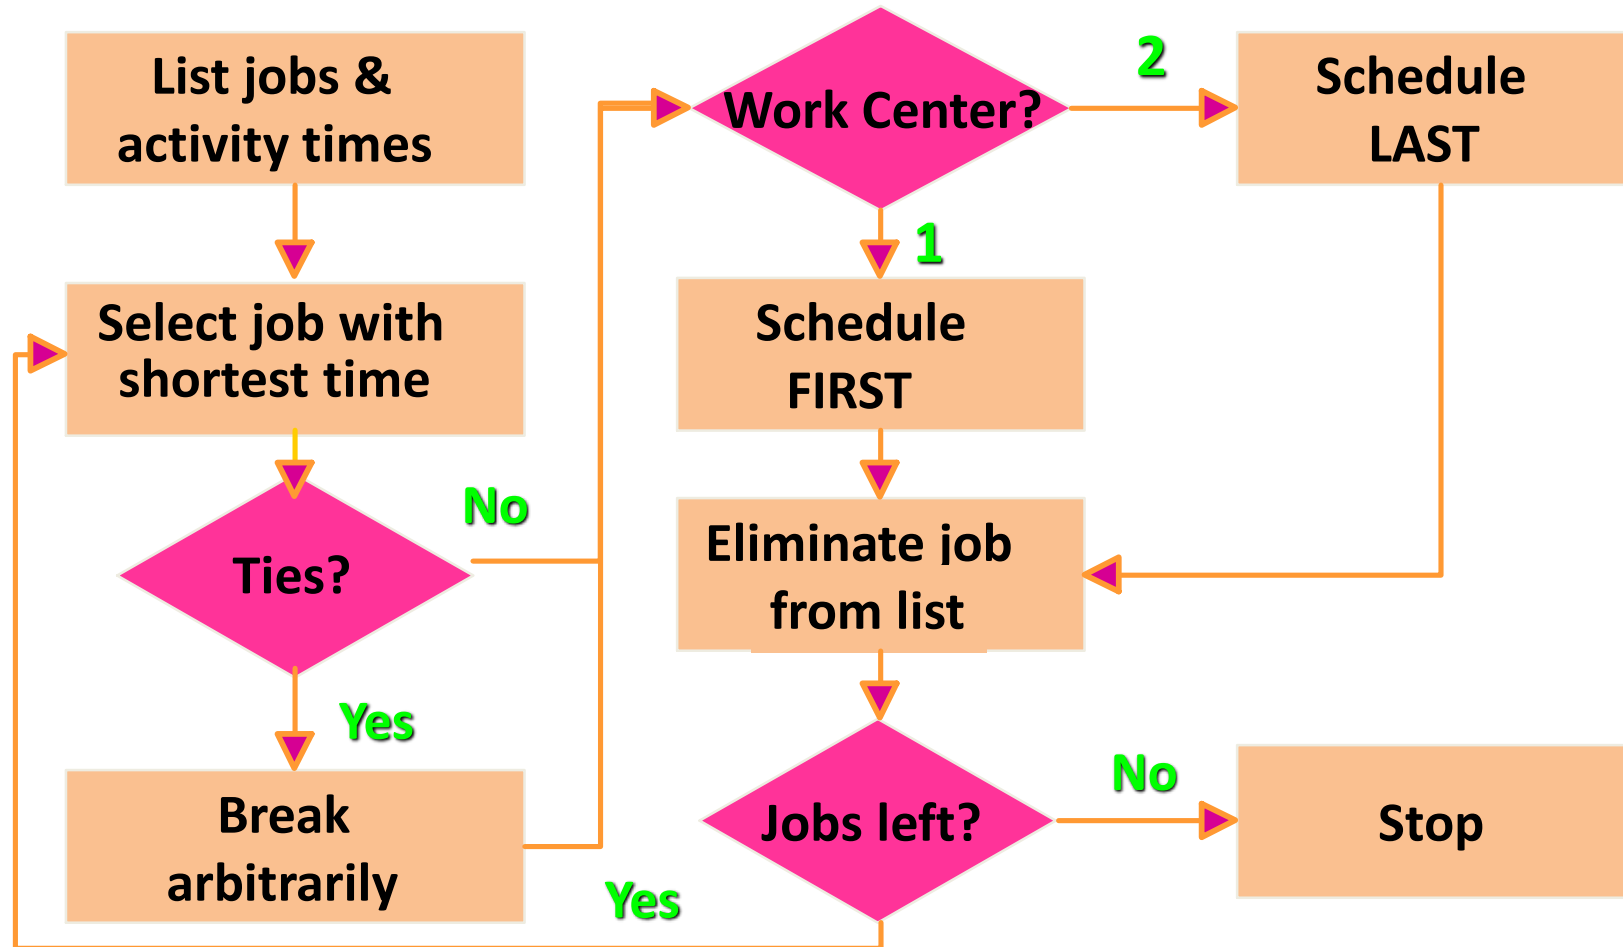 List jobs &
activity times
Select job with
shortest time
Ties?
No
Yes
Break
arbitrarily
Work Center?
2
Schedule
LAST
1
Schedule
FIRST
Eliminate job
from list
Jobs left?
No
Stop
Yes